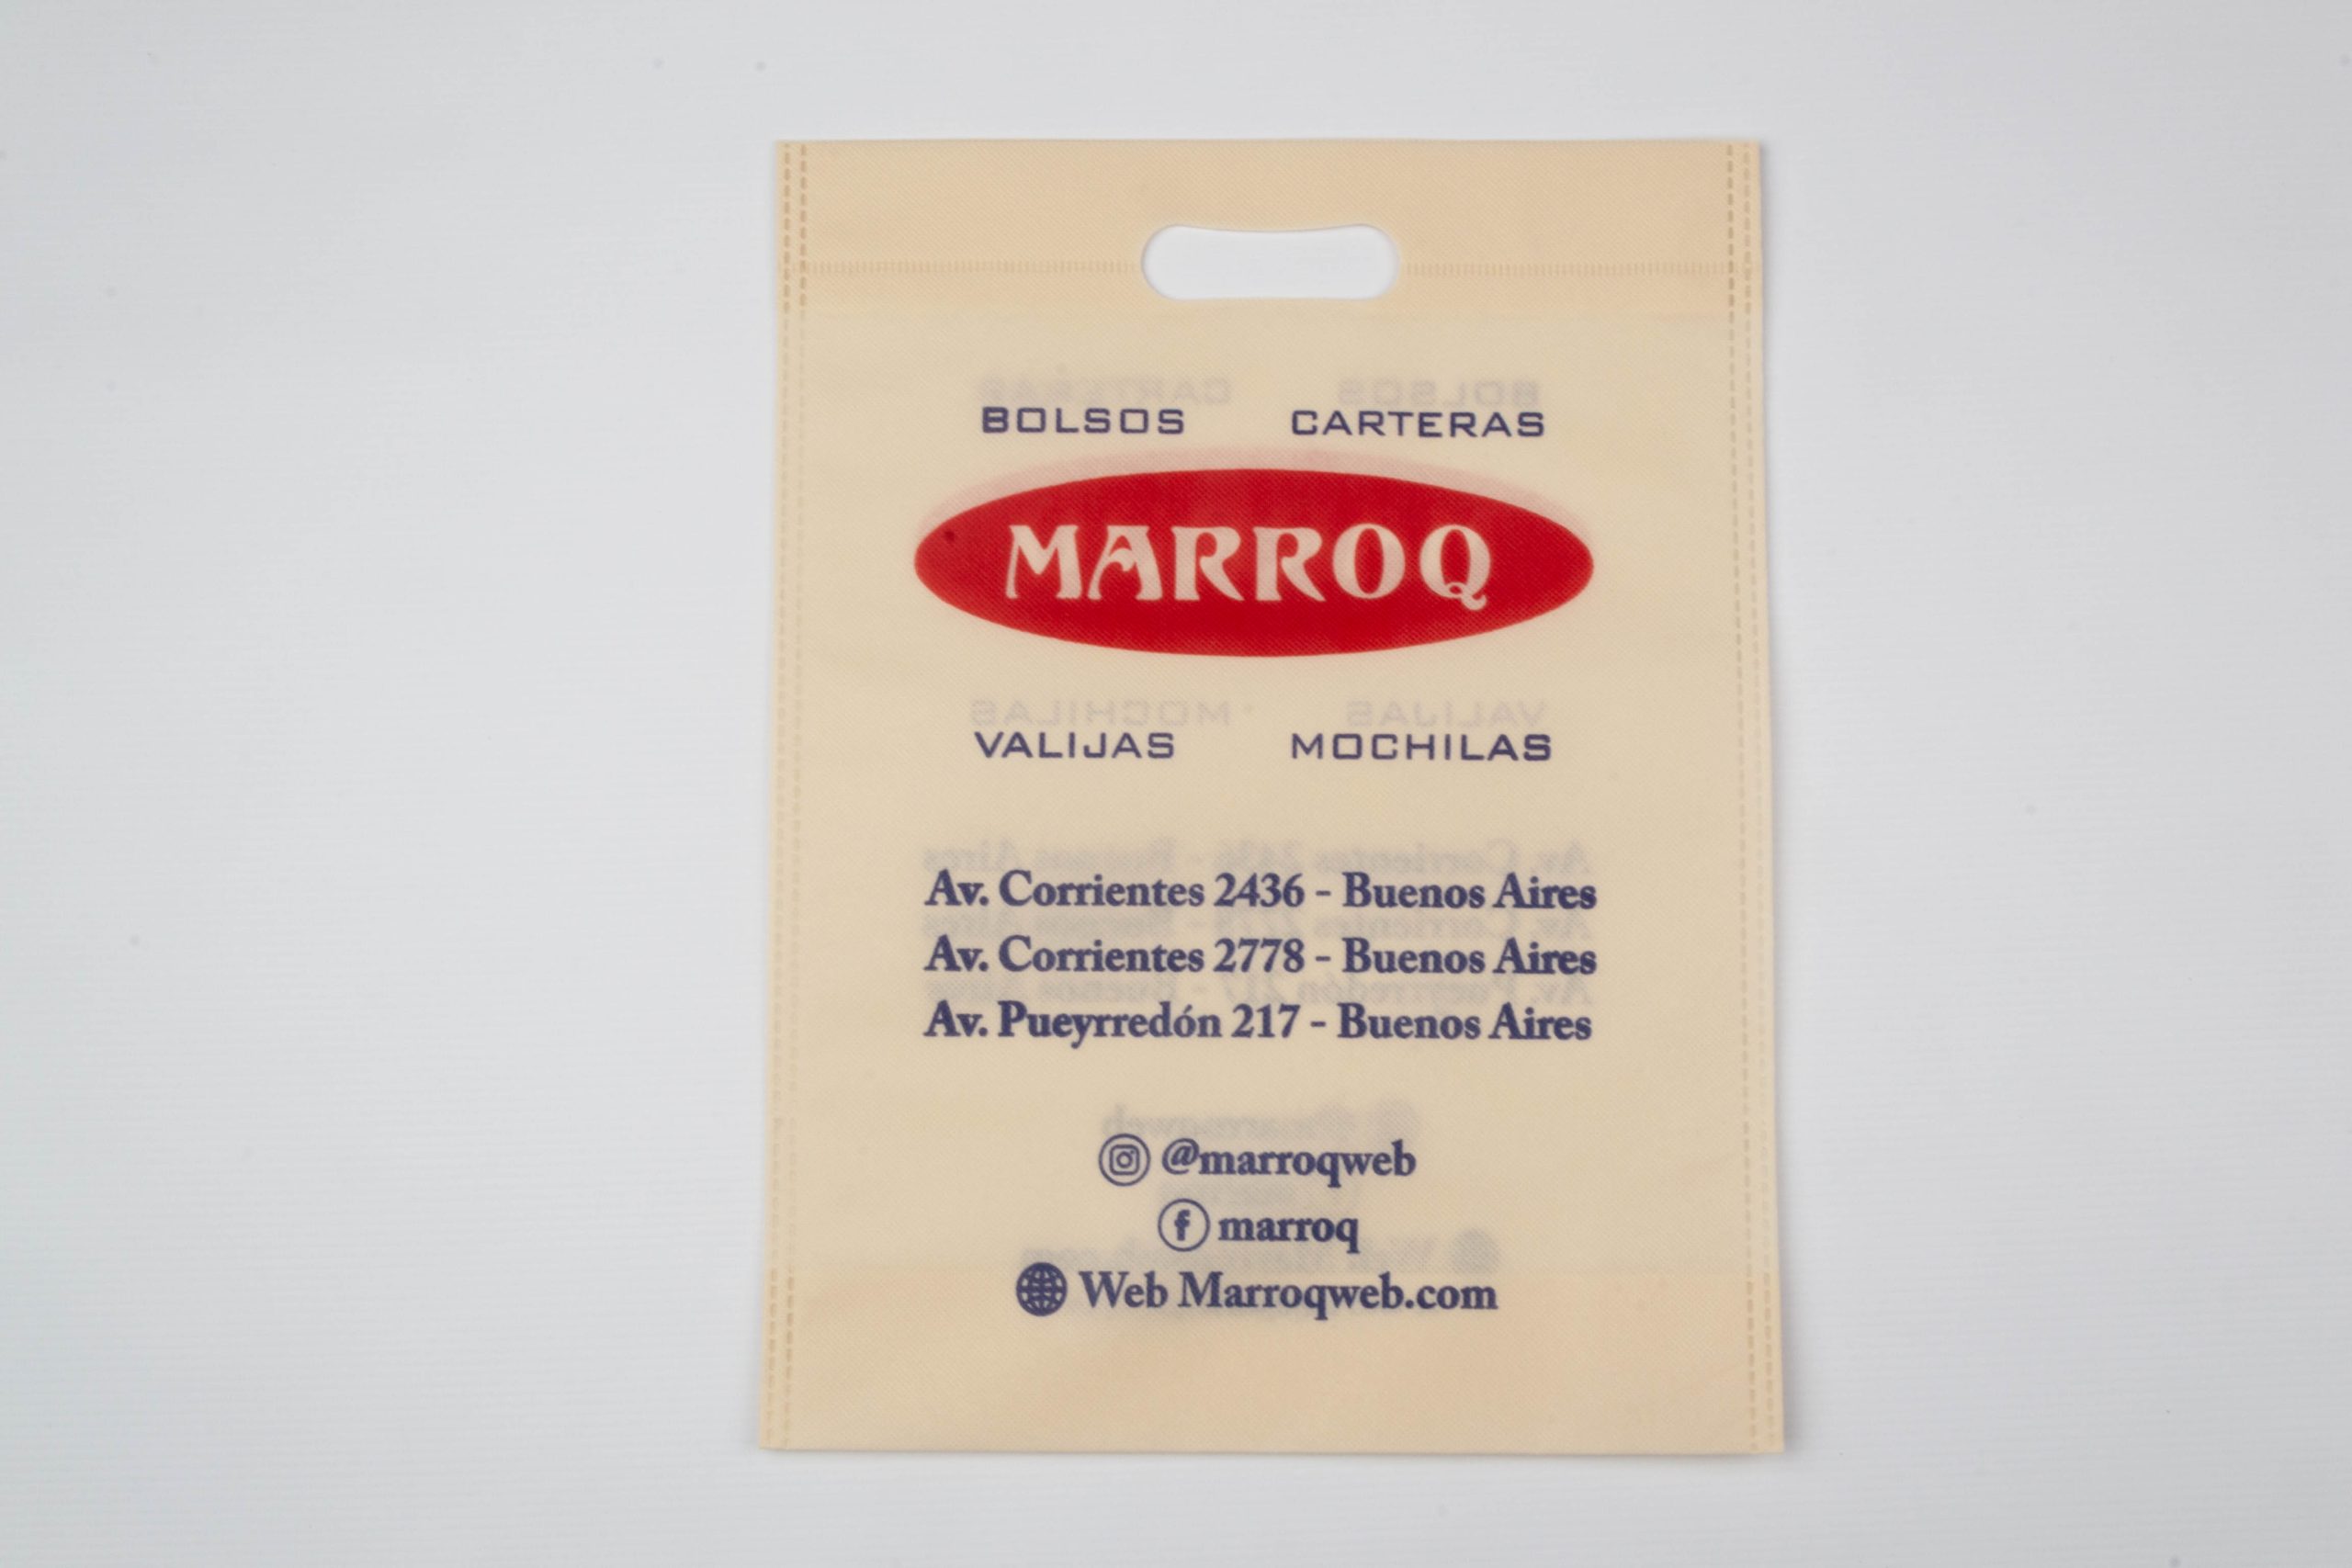 BOLSOS CARTERAS
MARROQ
VALIJAS MOCHILAS
Av. Corrientes 2436 - Buenos Aires
Av. Corrientes 2778 - Buenos Aires
Av. Pueyrredón 217 - Buenos Aires
@marroqweb
marroq
Web Marroqweb.com